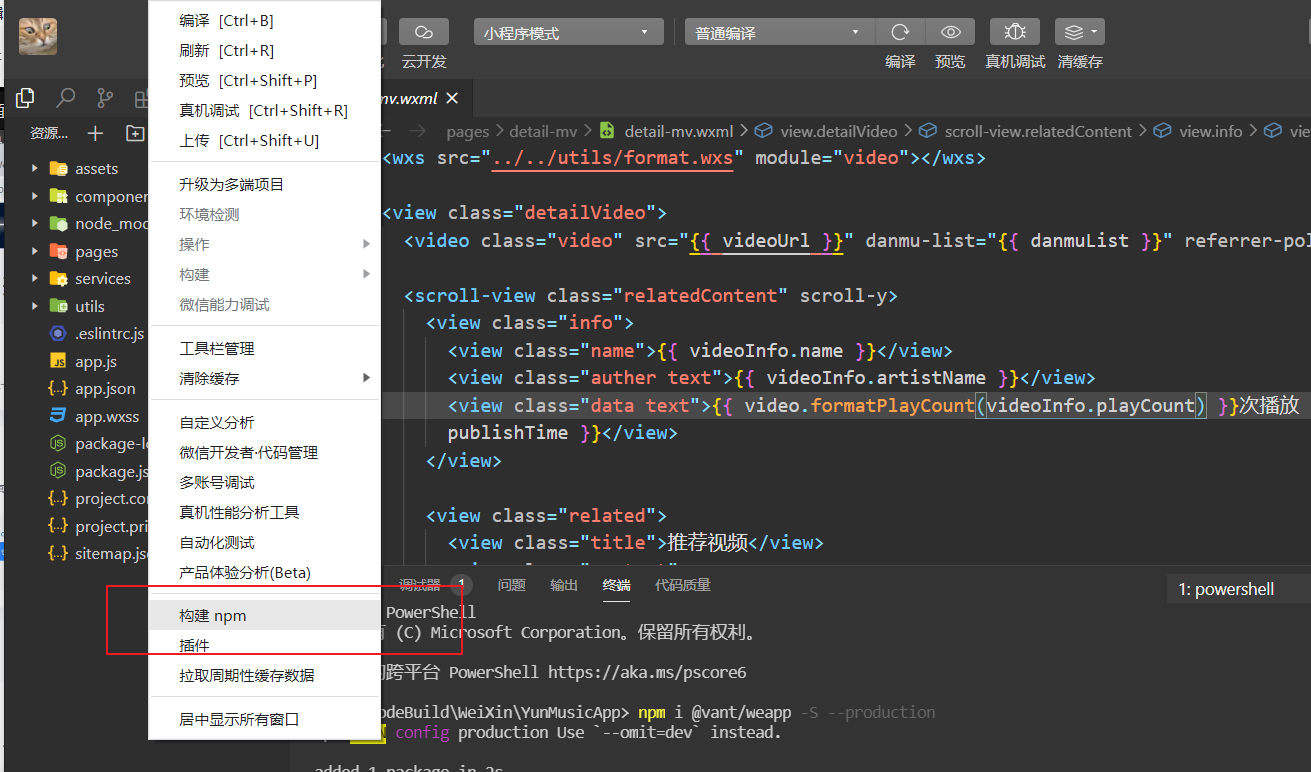 编译 [Ctrl+B]
刷新 [Ctrl+R]
预览 [Ctrl+Shift+P]
真机调试 [Ctrl+Shift+R]
上传 [Ctrl+Shift+U]
升级为多端项目
环境检测
操作
构建
微信能力调试
工具栏管理
清除缓存
自定义分析
微信开发者·代码管理
多账号调试
真机性能分析工具
自动化测试
产品体验分析(Beta)
构建 npm
插件
拉取周期性缓存数据
居中显示所有窗口
云开发
小程序模式
普通编译
编译
预览
真机调试
清缓存
资源...
assets
componen
node_mod
pages
services
utils
.eslintrc.js
app.js
app.json
app.wxss
package-lo
package.js
project.con
project.pri
sitemap.jso
mv.wxml
pages > detail-mv > detail-mv.wxml > view.detailVideo > scroll-view.relatedContent > view.info > vie
<wxs src="../../utils/format.wxs" module="video"></wxs>
<view class="detailVideo">
<video class="video" src="{{ videoUrl }}" danmu-list="{{ danmuList }}" referrer-pol
<scroll-view class="relatedContent" scroll-y>
<view class="info">
<view class="name">{{ videoInfo.name }}</view>
<view class="auther text">{{ videoInfo.artistName }}</view>
<view class="data text">{{ video.formatPlayCount(videoInfo.playCount) }}次播放
publishTime }}</view>
</view>
<view class="related">
<view class="title">推荐视频</view>
调试器 1
问题
输出
终端
代码质量
1: powershell
PowerShell
(C) Microsoft Corporation。保留所有权利。
跨平台 PowerShell https://aka.ms/pscore6
odeBuild\WeiXin\YunMusicApp> npm i @vant/weapp -S --production
config production Use `--omit=dev` instead.
added 1 package in 2s